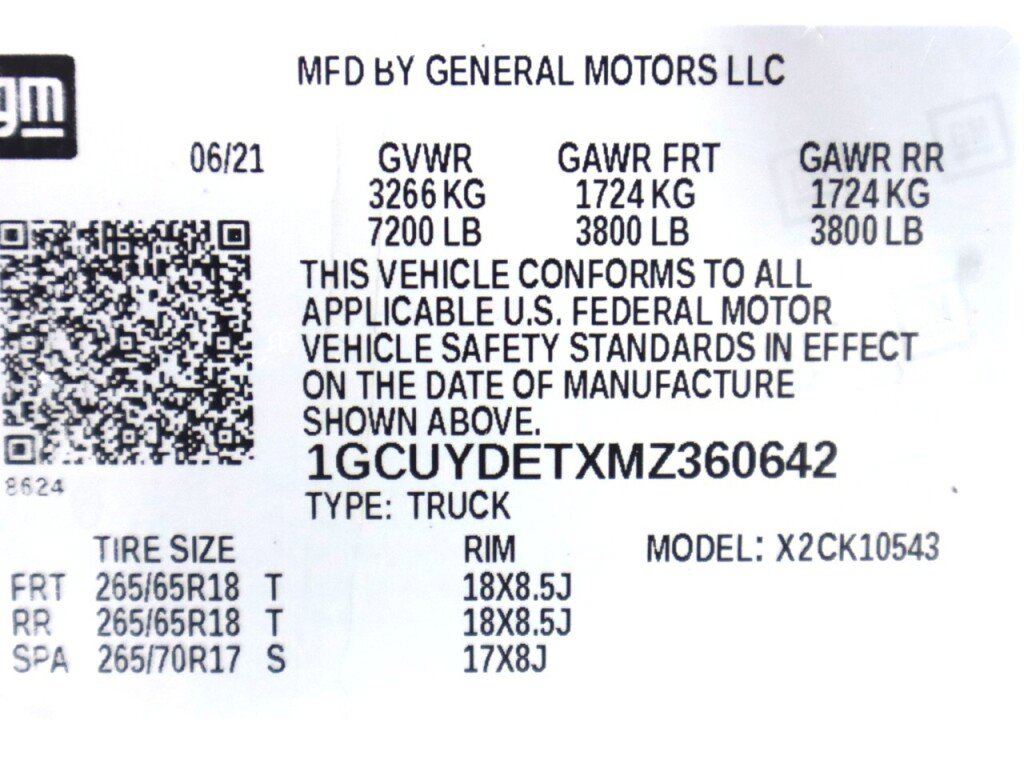 gm
MFD BY GENERAL MOTORS LLC
06/21 GVWR GAWR FRT GAWR RR
3266 KG 1724 KG 1724 KG
7200 LB 3800 LB 3800 LB
THIS VEHICLE CONFORMS TO ALL
APPLICABLE U.S. FEDERAL MOTOR
VEHICLE SAFETY STANDARDS IN EFFECT
ON THE DATE OF MANUFACTURE
SHOWN ABOVE.
1GCUYDETXMZ360642
8624
TYPE: TRUCK
TIRE SIZE RIM MODEL: X2CK10543
FRT 265/65R18 T 18X8.5J
RR 265/65R18 T 18X8.5J
SPA 265/70R17 S 17X8J